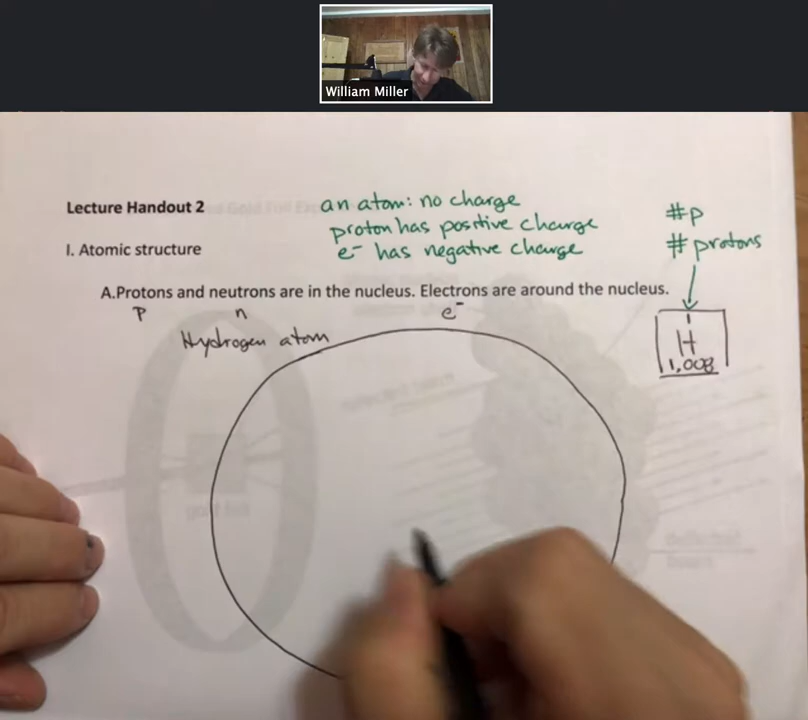 William Miller
Lecture Handout 2
an atom: no charge
proton has positive charge
e⁻ has negative charge
#p
# protons
I. Atomic structure
A.Protons and neutrons are in the nucleus. Electrons are around the nucleus.
p n e⁻
Hydrogen atom
1
H
1,008